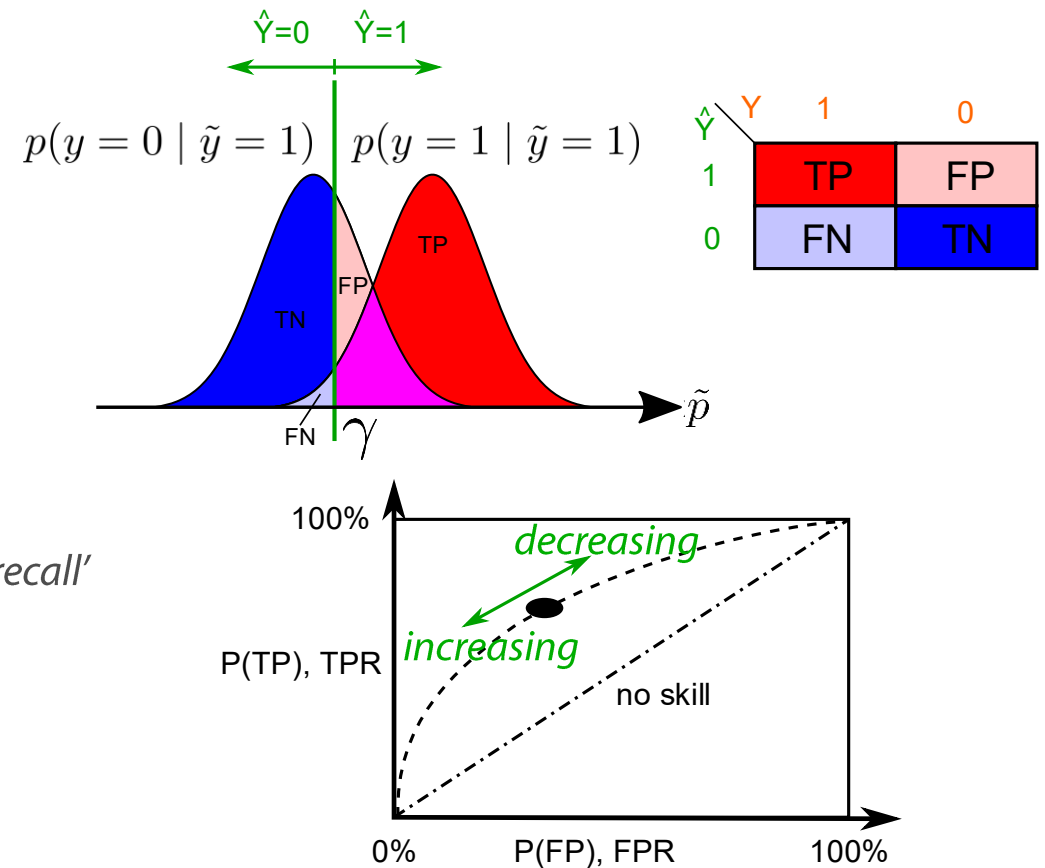 Ŷ=0 Ŷ=1
p(y = 0 | ỹ = 1) p(y = 1 | ỹ = 1)
TN
FP
TP
FN
γ
p̃
Y 1 0
Ŷ
1 TP FP
0 FN TN
recall’
100%
decreasing
increasing
P(TP), TPR
no skill
0% P(FP), FPR 100%